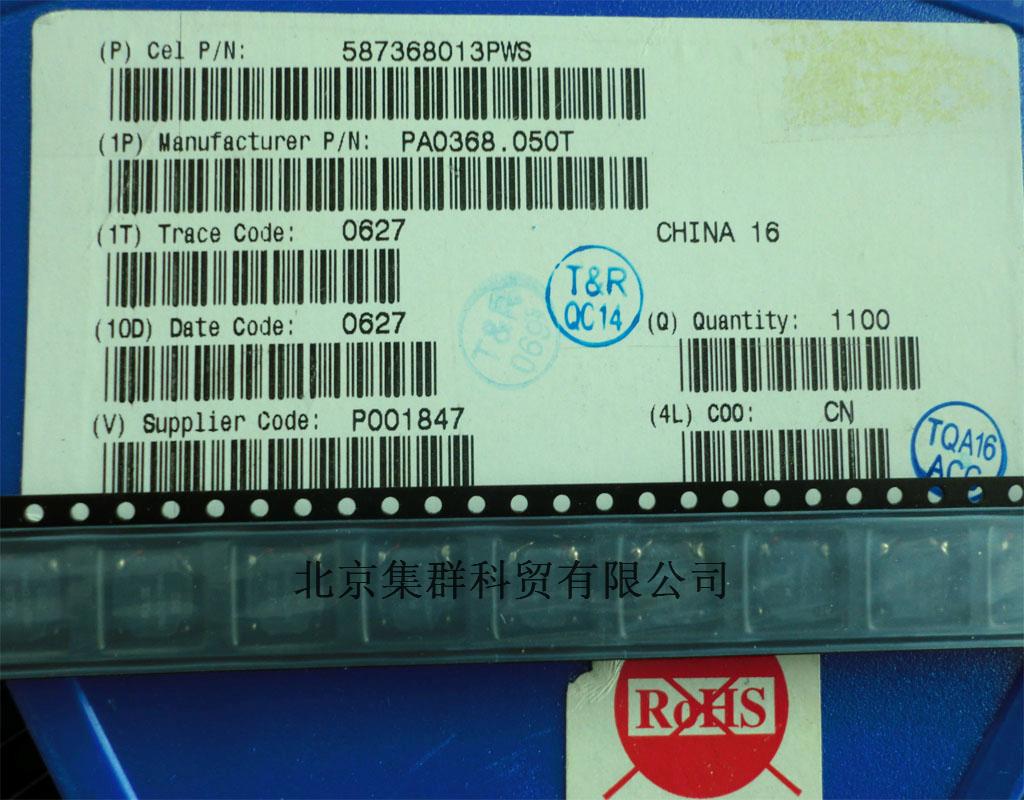 (P) Cel P/N: 587368013PWS
(1P) Manufacturer P/N: PA0368.050T
(1T) Trace Code: 0627
CHINA 16
T&R
QC14
T&R
(10D) Date Code: 0627
(Q) Quantity: 1100
(V) Supplier Code: P001847
(4L) COO: CN
TQA16
ACC
北京集群科贸有限公司
RoHS